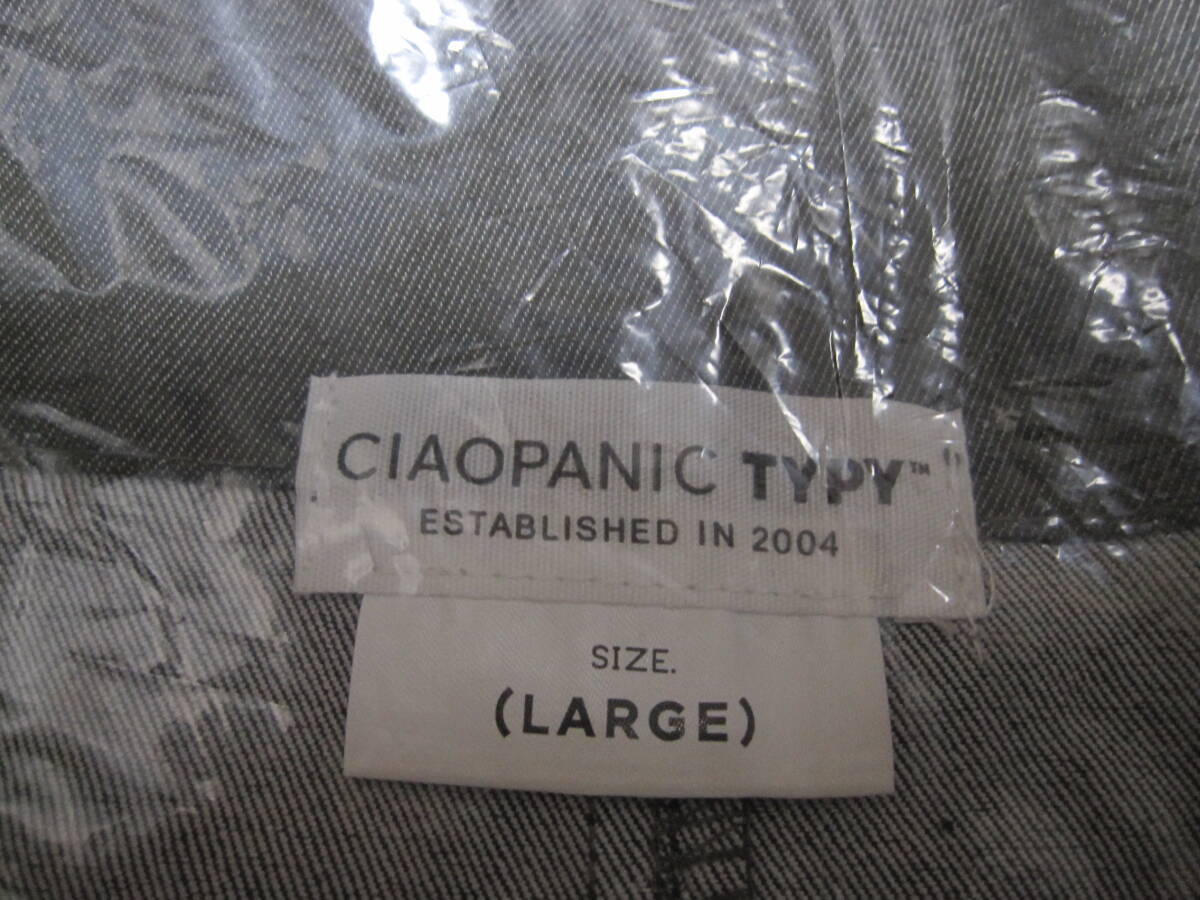 CIAOPANIC TYPY™
ESTABLISHED IN 2004
SIZE.
(LARGE)